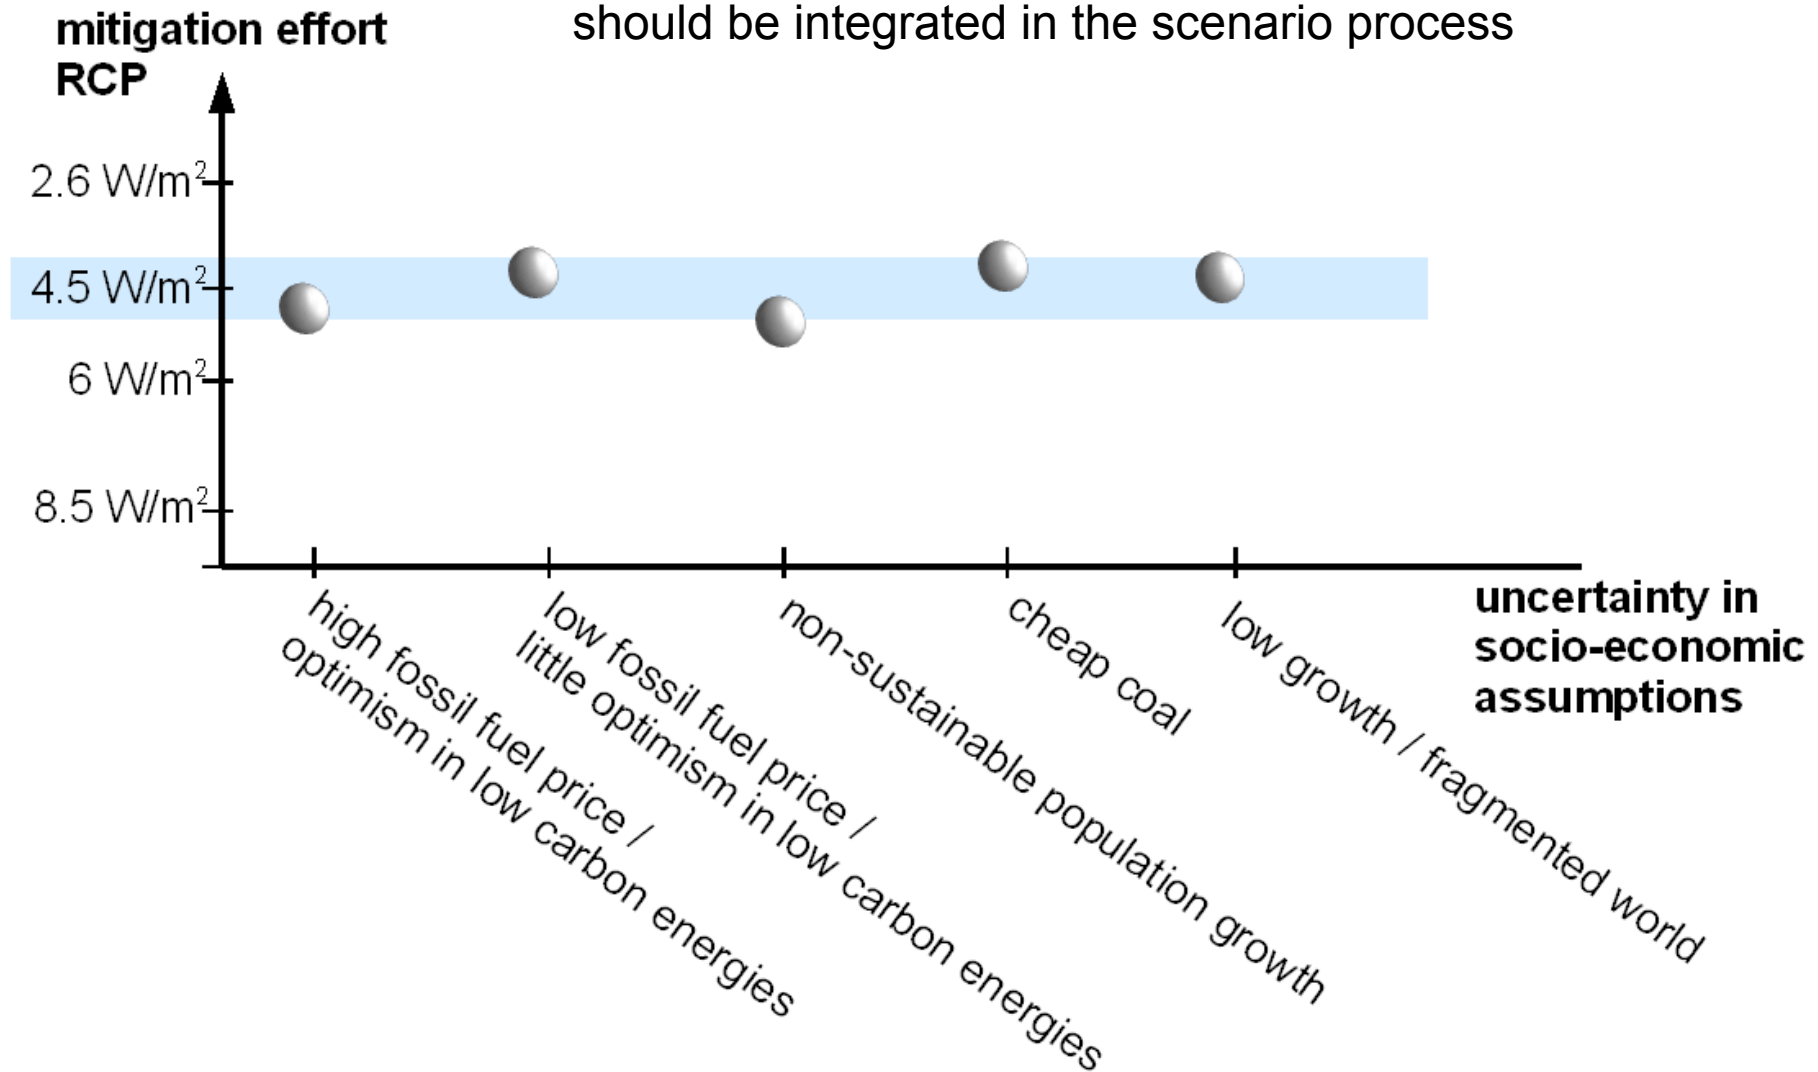 mitigation effort
RCP
should be integrated in the scenario process
2.6 W/m²
4.5 W/m²
6 W/m²
8.5 W/m²
high fossil fuel price /
optimism in low carbon energies
low fossil fuel price /
little optimism in low carbon energies
non-sustainable population growth
cheap coal
low growth / fragmented world
uncertainty in
socio-economic
assumptions